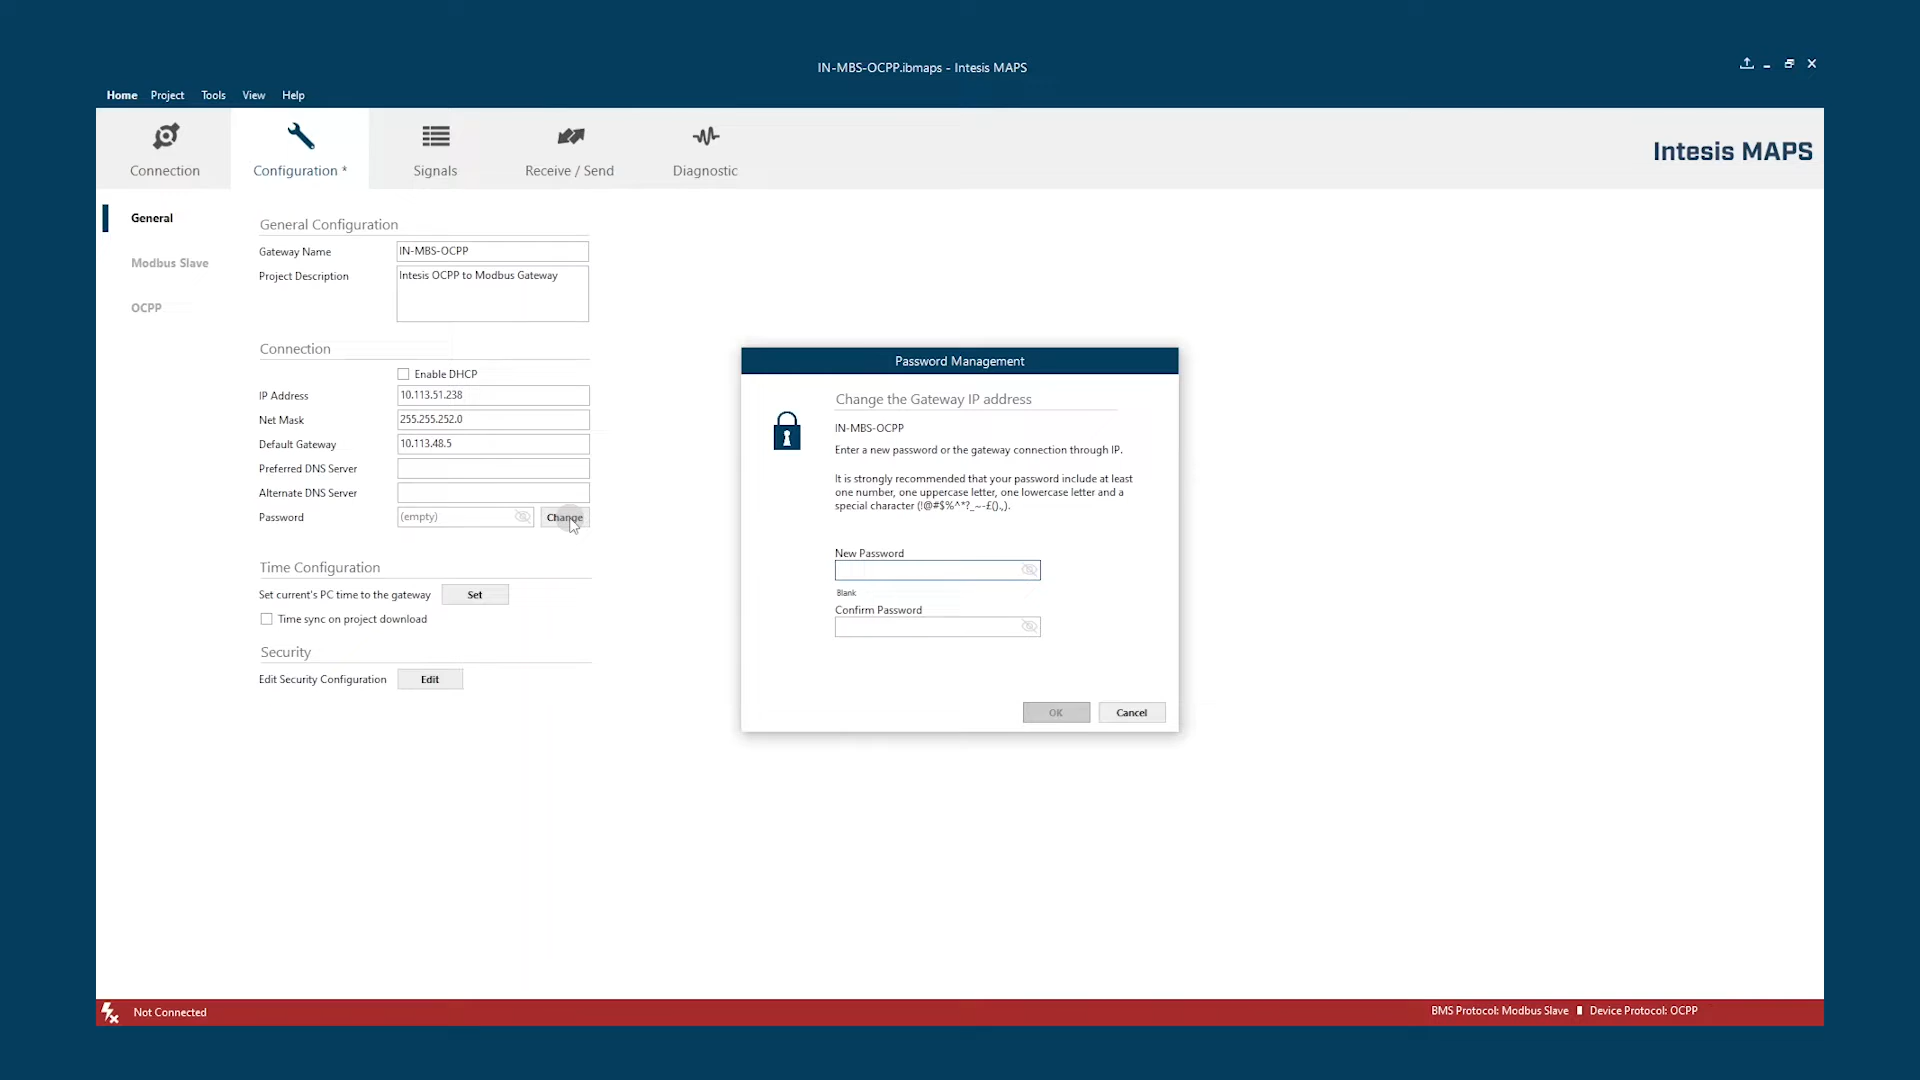 IN-MBS-OCPP.ibmaps - Intesis MAPS
Home Project Tools View Help
Connection
Configuration *
Signals
Receive / Send
Diagnostic
Intesis MAPS
General
Modbus Slave
OCPP
General Configuration
Gateway Name IN-MBS-OCPP
Project Description Intesis OCPP to Modbus Gateway
Connection
Enable DHCP
IP Address 10.113.51.238
Net Mask 255.255.252.0
Default Gateway 10.113.48.5
Preferred DNS Server
Alternate DNS Server
Password (empty) Change
Time Configuration
Set current's PC time to the gateway Set
Time sync on project download
Security
Edit Security Configuration Edit
Password Management
Change the Gateway IP address
IN-MBS-OCPP
Enter a new password or the gateway connection through IP.
It is strongly recommended that your password include at least
one number, one uppercase letter, one lowercase letter and a
special character (!@#$%^*?_~-£().,).
New Password
Blank
Confirm Password
OK Cancel
Not Connected
BMS Protocol: Modbus Slave Device Protocol: OCPP